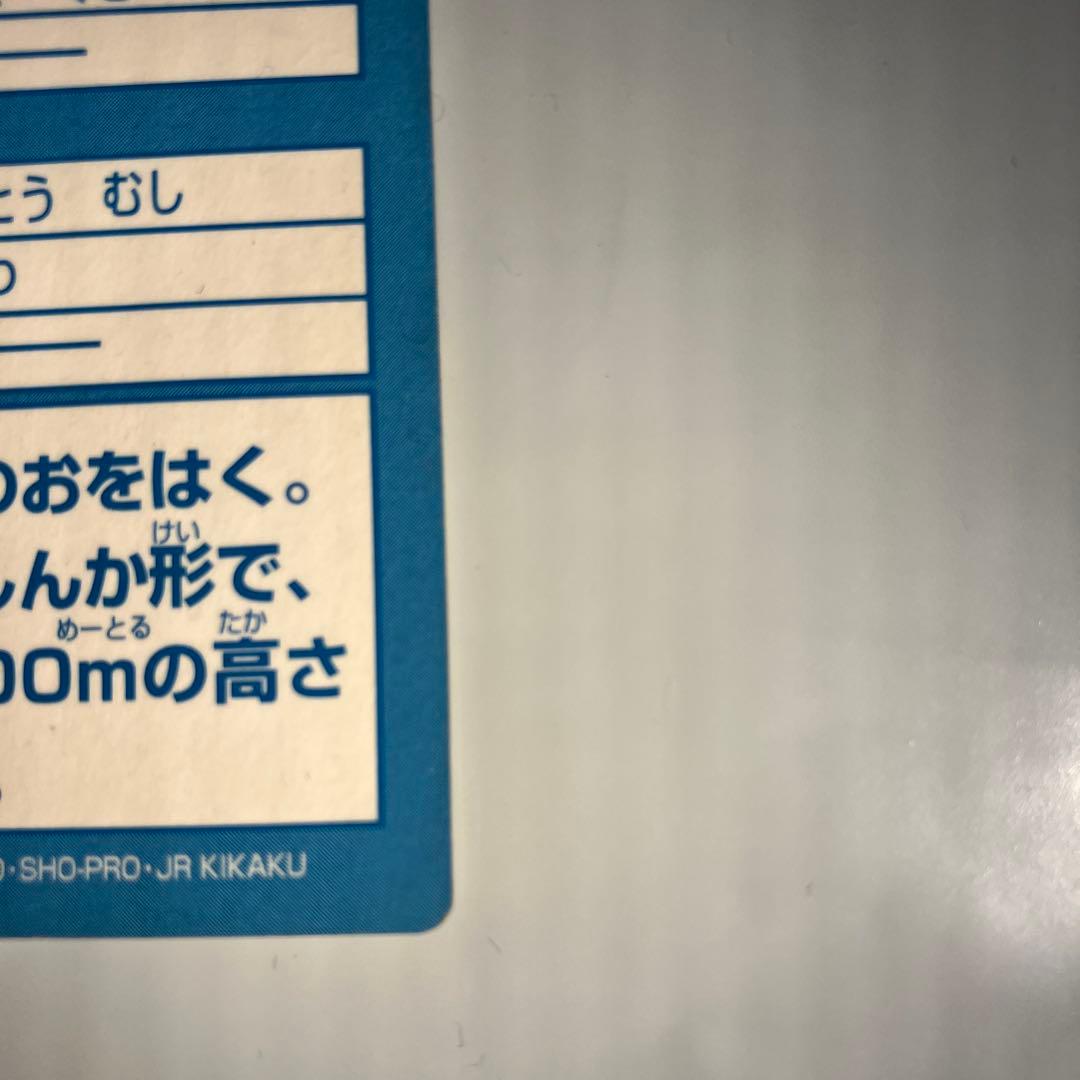 とう むし
つ
のおをはく。
けい
んか形で、
めーとる たか
00mの高さ
・SHO-PRO・JR KIKAKU